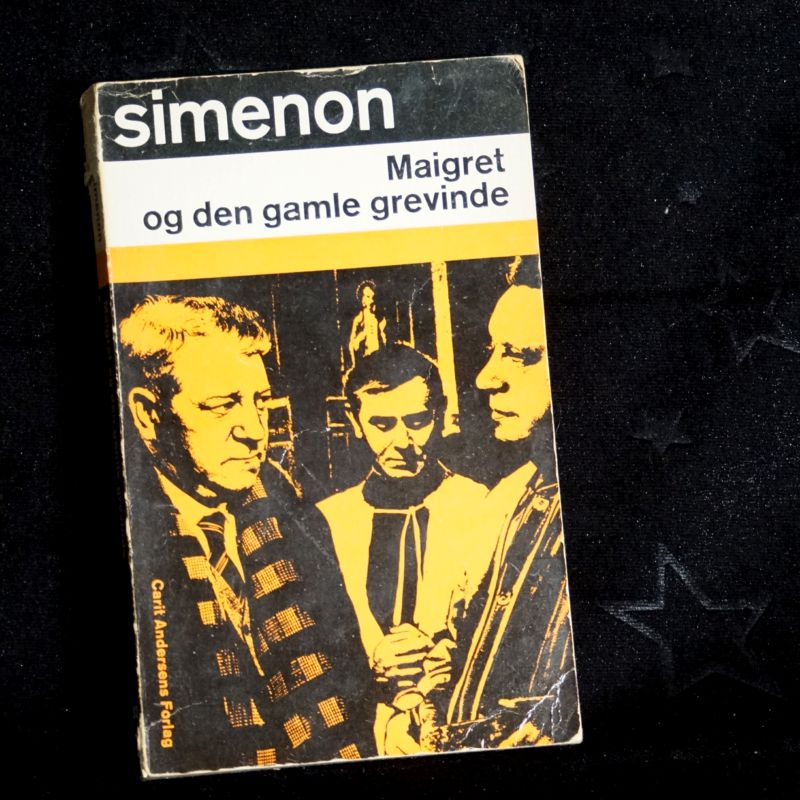 simenon
Maigret
og den gamle grevinde
Carit Andersens Forlag